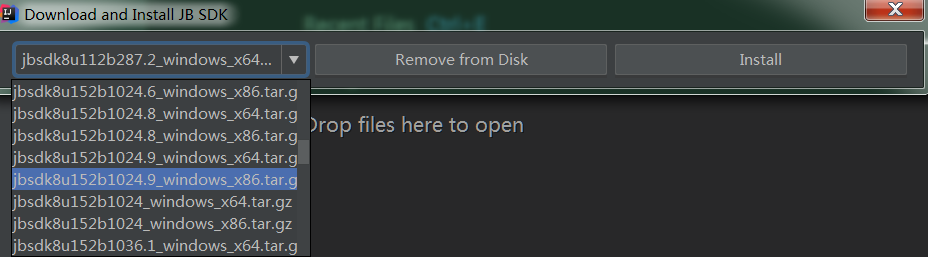 Download and Install JB SDK
Recent Files Ctrl+E
jbsdk8u112b287.2_windows_x64...
Remove from Disk
Install
jbsdk8u152b1024.6_windows_x86.tar.g
jbsdk8u152b1024.8_windows_x64.tar.g
jbsdk8u152b1024.8_windows_x86.tar.g
jbsdk8u152b1024.9_windows_x64.tar.g
jbsdk8u152b1024.9_windows_x86.tar.g
jbsdk8u152b1024_windows_x64.tar.gz
jbsdk8u152b1024_windows_x86.tar.gz
jbsdk8u152b1036.1_windows_x64.tar.g
Drop files here to open